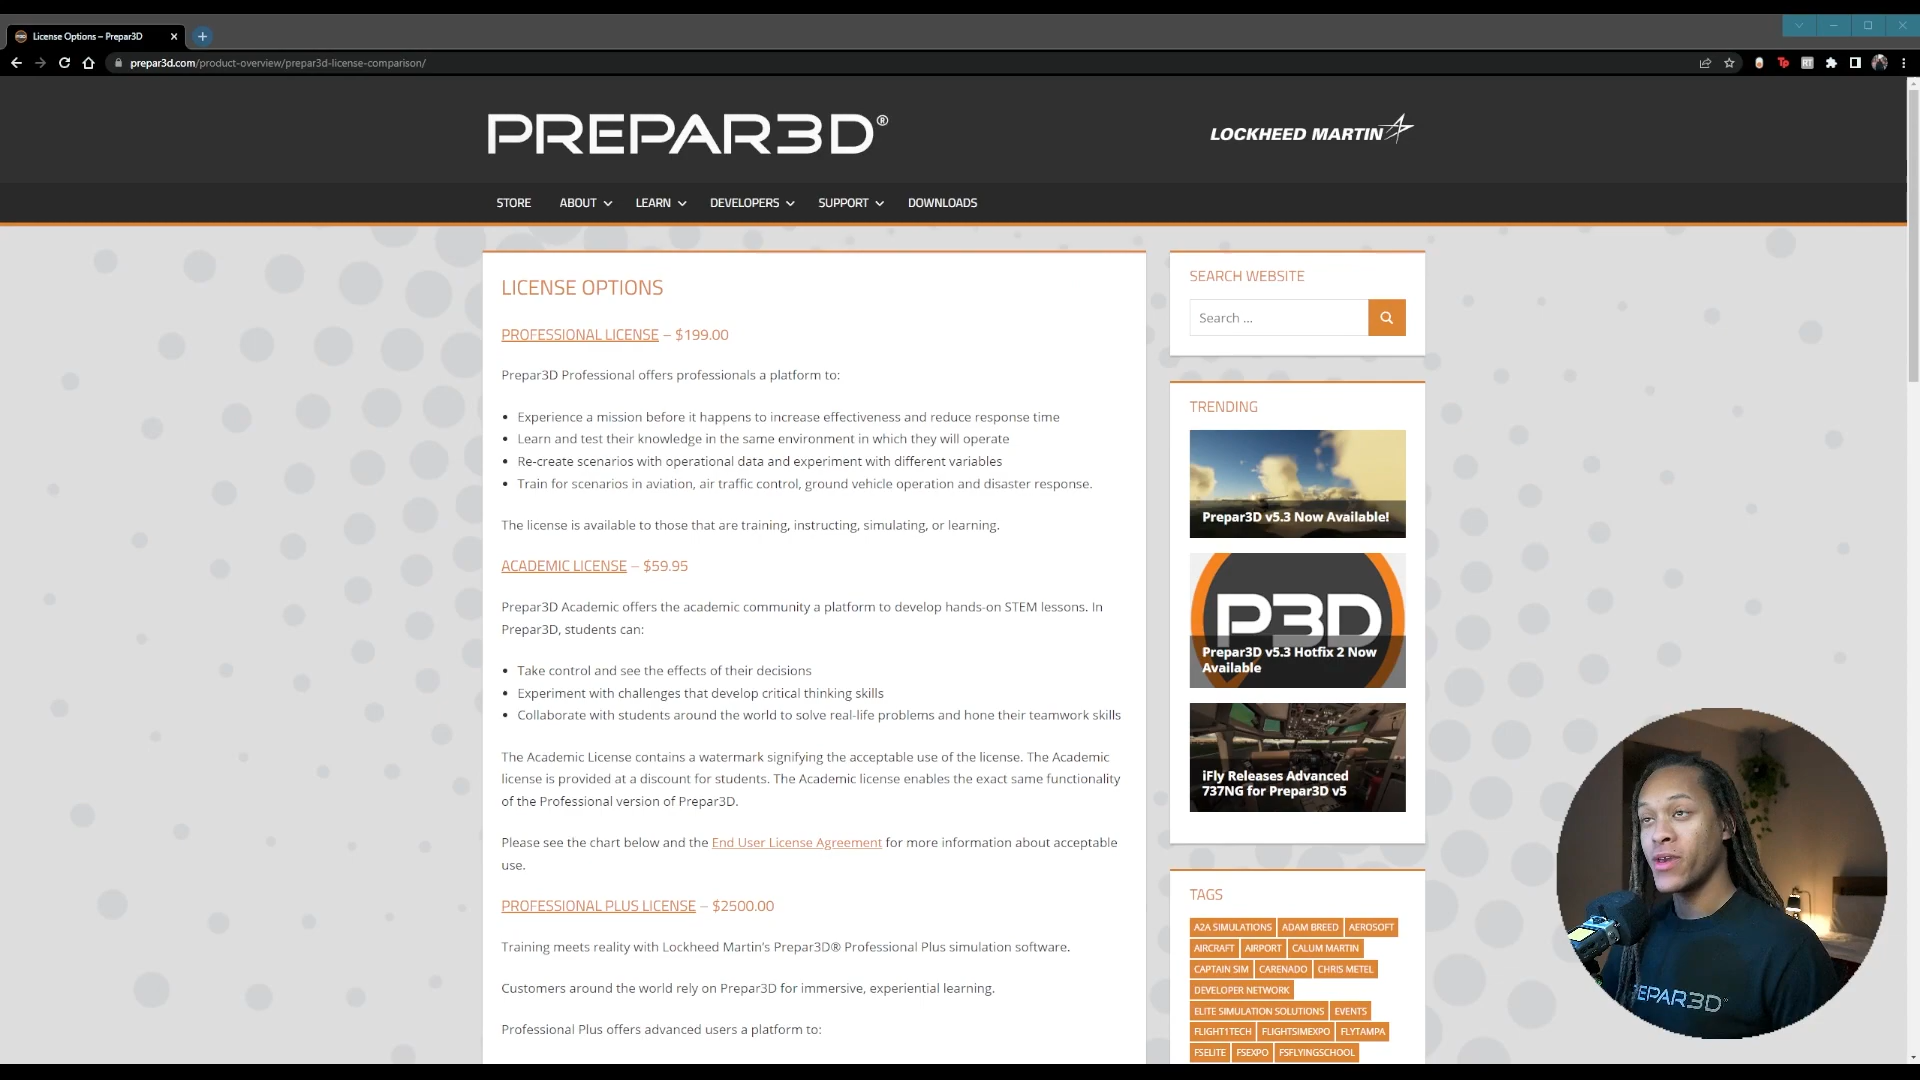 License Options – Prepar3D
prepar3d.com/product-overview/prepar3d-license-comparison/
PREPAR3D®
LOCKHEED MARTIN
STORE ABOUT LEARN DEVELOPERS SUPPORT DOWNLOADS
LICENSE OPTIONS
PROFESSIONAL LICENSE – $199.00
Prepar3D Professional offers professionals a platform to:
• Experience a mission before it happens to increase effectiveness and reduce response time
• Learn and test their knowledge in the same environment in which they will operate
• Re-create scenarios with operational data and experiment with different variables
• Train for scenarios in aviation, air traffic control, ground vehicle operation and disaster response.
The license is available to those that are training, instructing, simulating, or learning.
ACADEMIC LICENSE – $59.95
Prepar3D Academic offers the academic community a platform to develop hands-on STEM lessons. In
Prepar3D, students can:
• Take control and see the effects of their decisions
• Experiment with challenges that develop critical thinking skills
• Collaborate with students around the world to solve real-life problems and hone their teamwork skills
The Academic License contains a watermark signifying the acceptable use of the license. The Academic
license is provided at a discount for students. The Academic license enables the exact same functionality
of the Professional version of Prepar3D.
Please see the chart below and the End User License Agreement for more information about acceptable
use.
PROFESSIONAL PLUS LICENSE – $2500.00
Training meets reality with Lockheed Martin's Prepar3D® Professional Plus simulation software.
Customers around the world rely on Prepar3D for immersive, experiential learning.
Professional Plus offers advanced users a platform to:
SEARCH WEBSITE
Search ...
TRENDING
Prepar3D v5.3 Now Available!
P3D
Prepar3D v5.3 Hotfix 2 Now
Available
iFly Releases Advanced
737NG for Prepar3D v5
TAGS
A2A SIMULATIONS ADAM BREED AEROSOFT
AIRCRAFT AIRPORT CALUM MARTIN
CAPTAIN SIM CARENADO CHRIS METEL
DEVELOPER NETWORK
ELITE SIMULATION SOLUTIONS EVENTS
FLIGHT1TECH FLIGHTSIMEXPO FLYTAMPA
FSELITE FSEXPO FSFLYINGSCHOOL
EPAR3D